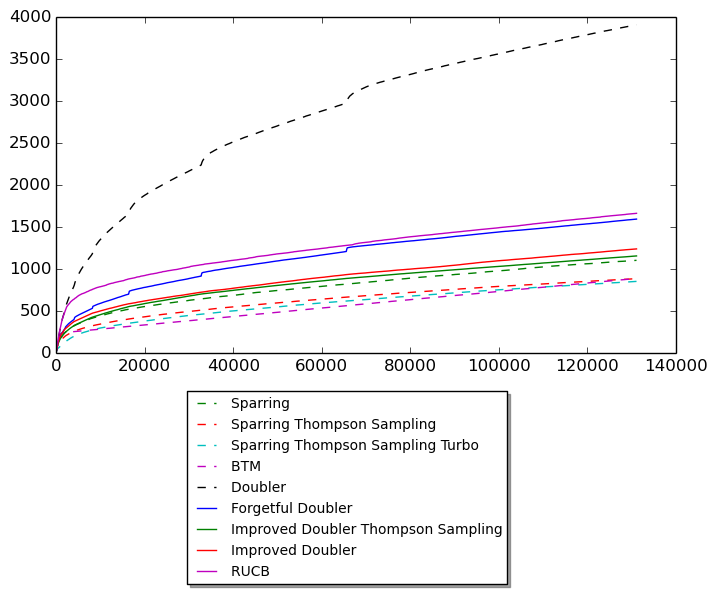 4000
3500
3000
2500
2000
1500
1000
500
0
0 20000 40000 60000 80000 100000 120000 140000
Sparring
Sparring Thompson Sampling
Sparring Thompson Sampling Turbo
BTM
Doubler
Forgetful Doubler
Improved Doubler Thompson Sampling
Improved Doubler
RUCB